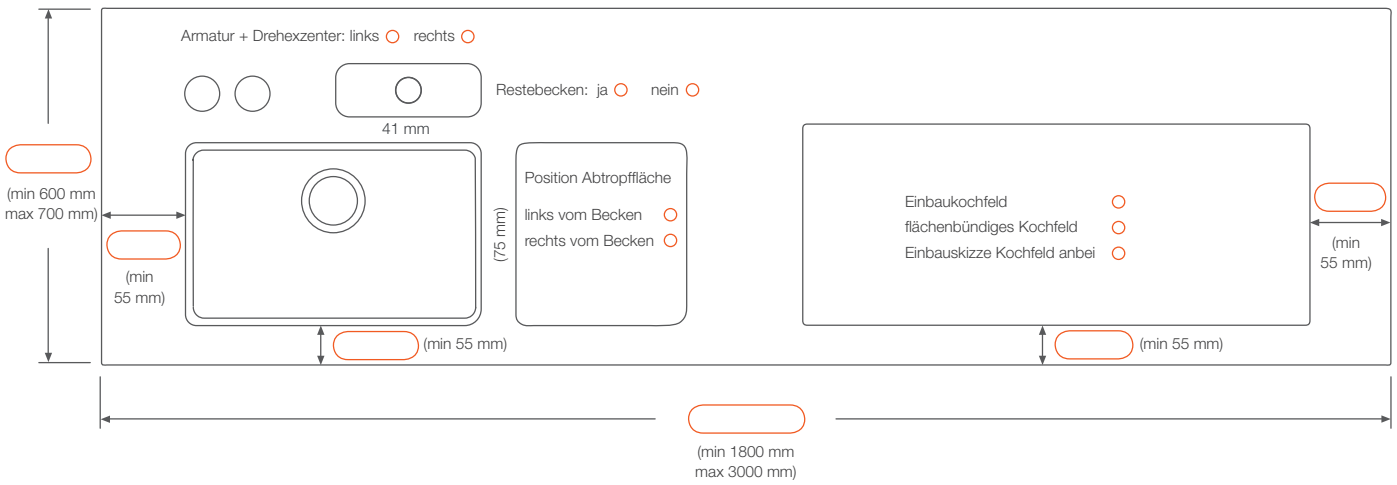 Armatur + Drehexzenter: links rechts
Restebecken: ja nein
41 mm
(min 600 mm
max 700 mm)
(min
55 mm)
(75 mm)
Position Abtropffläche
links vom Becken
rechts vom Becken
Einbaukochfeld
flächenbündiges Kochfeld
Einbauskizze Kochfeld anbei
(min
55 mm)
(min 55 mm)
(min 55 mm)
(min 1800 mm
max 3000 mm)